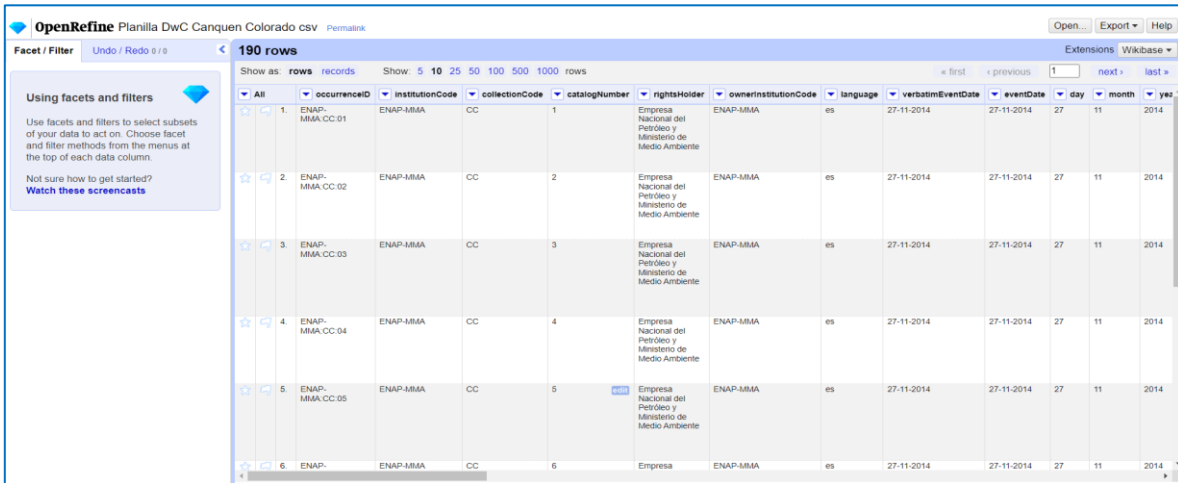 OpenRefine Planilla DwC Canquen Colorado csv Permalink
Open... Export Help
Facet / Filter Undo / Redo 0 / 0
190 rows
Extensions Wikibase
Show as: rows records Show: 5 10 25 50 100 500 1000 rows
« first ‹ previous 1 next › last »
Using facets and filters
Use facets and filters to select subsets
of your data to act on. Choose facet
and filter methods from the menus at
the top of each data column.
Not sure how to get started?
Watch these screencasts
All occurrenceID institutionCode collectionCode catalogNumber rightsHolder ownerInstitutionCode language verbatimEventDate eventDate day month yea
1. ENAP- ENAP-MMA CC 1 Empresa ENAP-MMA es 27-11-2014 27-11-2014 27 11 2014
MMA:CC:01 Nacional del
Petróleo y
Ministerio de
Medio Ambiente
2. ENAP- ENAP-MMA CC 2 Empresa ENAP-MMA es 27-11-2014 27-11-2014 27 11 2014
MMA:CC:02 Nacional del
Petróleo y
Ministerio de
Medio Ambiente
3. ENAP- ENAP-MMA CC 3 Empresa ENAP-MMA es 27-11-2014 27-11-2014 27 11 2014
MMA:CC:03 Nacional del
Petróleo y
Ministerio de
Medio Ambiente
4. ENAP- ENAP-MMA CC 4 Empresa ENAP-MMA es 27-11-2014 27-11-2014 27 11 2014
MMA:CC:04 Nacional del
Petróleo y
Ministerio de
Medio Ambiente
5. ENAP- ENAP-MMA CC 5 edit Empresa ENAP-MMA es 27-11-2014 27-11-2014 27 11 2014
MMA:CC:05 Nacional del
Petróleo y
Ministerio de
Medio Ambiente
6. ENAP- ENAP-MMA CC 6 Empresa ENAP-MMA es 27-11-2014 27-11-2014 27 11 2014